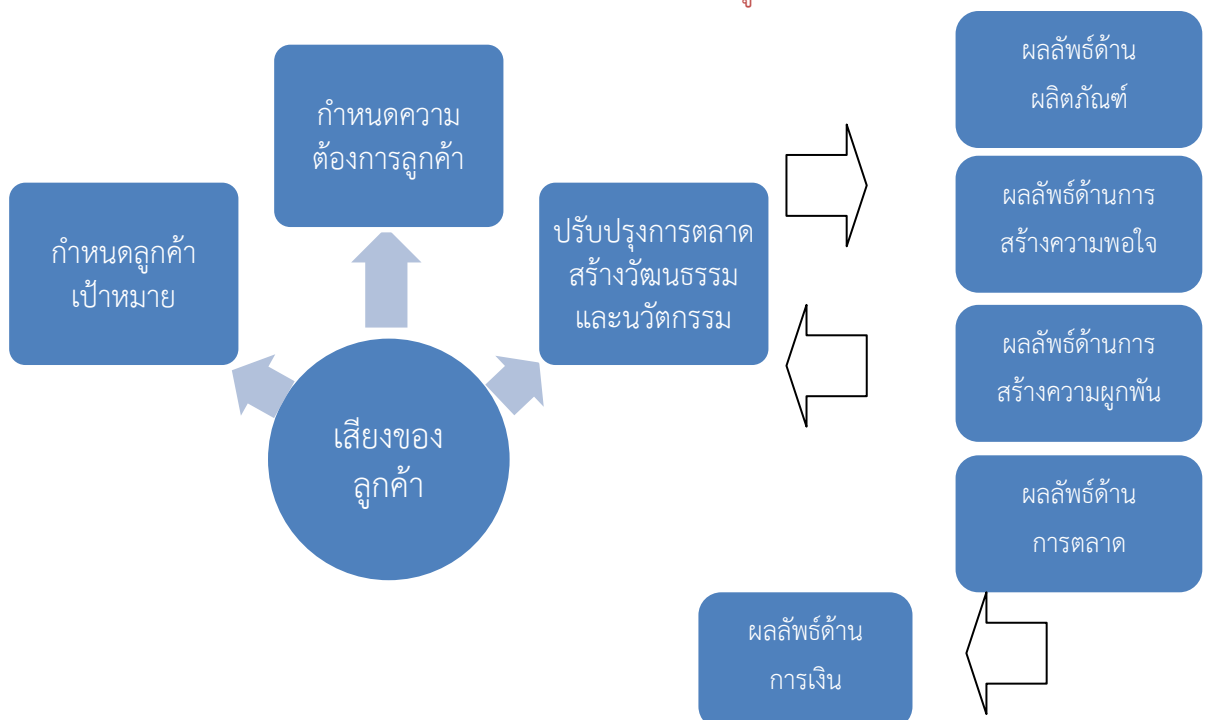 กำหนดความ
ต้องการลูกค้า
กำหนดลูกค้า
เป้าหมาย
ปรับปรุงการตลาด
สร้างวัฒนธรรม
และนวัตกรรม
เสียงของ
ลูกค้า
ผลลัพธ์ด้าน
ผลิตภัณฑ์
ผลลัพธ์ด้านการ
สร้างความพอใจ
ผลลัพธ์ด้านการ
สร้างความผูกพัน
ผลลัพธ์ด้าน
การตลาด
ผลลัพธ์ด้าน
การเงิน